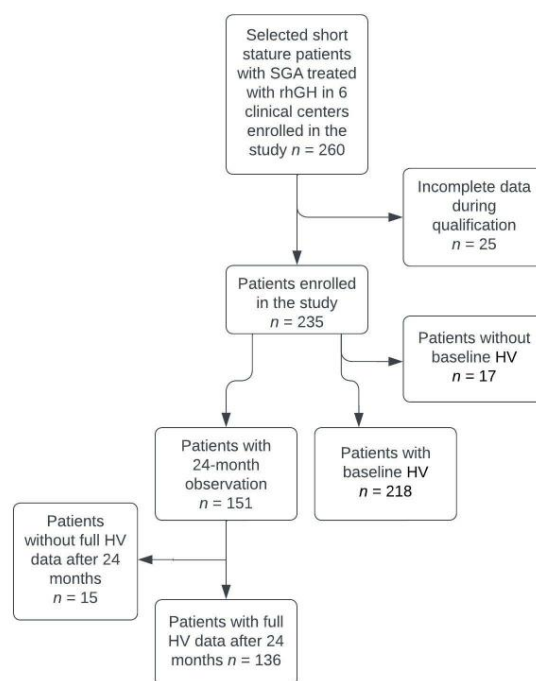 Selected short
stature patients
with SGA treated
with rhGH in 6
clinical centers
enrolled in the
study n = 260
Incomplete data
during
qualification
n = 25
Patients enrolled
in the study
n = 235
Patients without
baseline HV
n = 17
Patients with
24-month
observation
n = 151
Patients with
baseline HV
n = 218
Patients
without full HV
data after 24
months
n = 15
Patients with full
HV data after 24
months n = 136